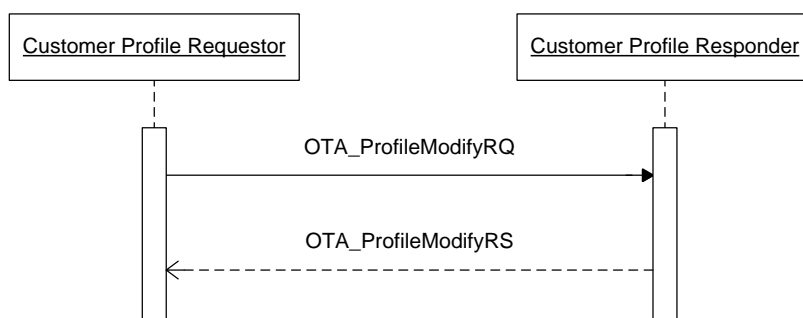 Customer Profile Requestor
Customer Profile Responder
OTA_ProfileModifyRQ
OTA_ProfileModifyRS